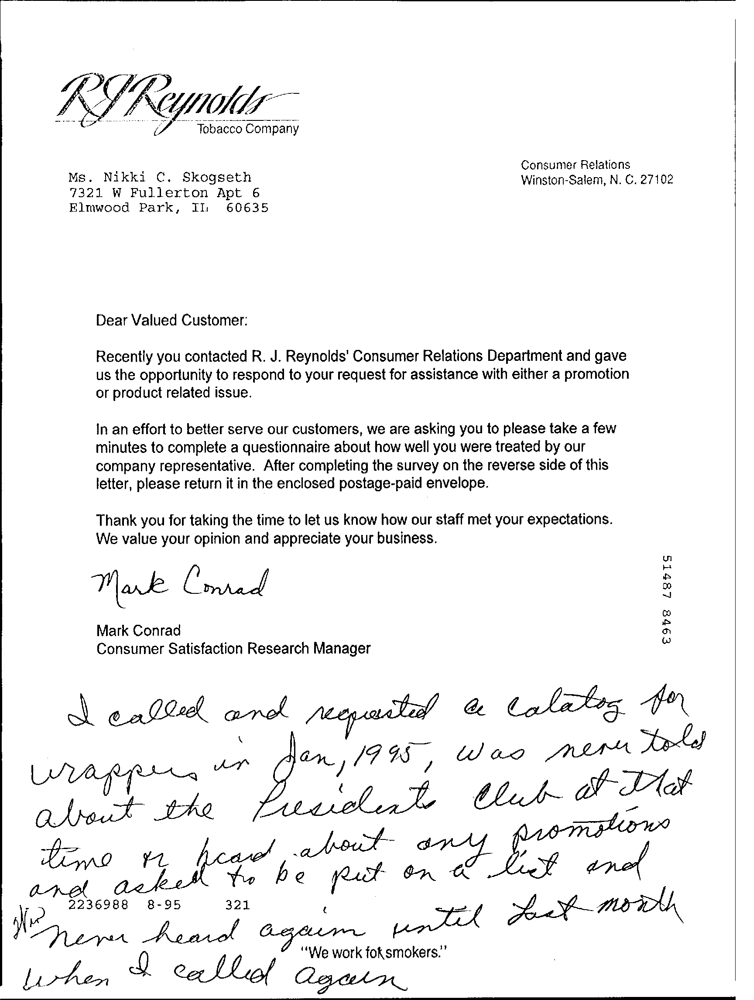 RJReynolds
Tobacco Company
Consumer Relations
Winston-Salem, N. C. 27102
Ms. Nikki C. Skogseth
7321 W Fullerton Apt 6
Elmwood Park, IL 60635
Dear Valued Customer:
Recently you contacted R. J. Reynolds' Consumer Relations Department and gave
us the opportunity to respond to your request for assistance with either a promotion
or product related issue.
In an effort to better serve our customers, we are asking you to please take a few
minutes to complete a questionnaire about how well you were treated by our
company representative. After completing the survey on the reverse side of this
letter, please return it in the enclosed postage-paid envelope.
Thank you for taking the time to let us know how our staff met your expectations.
We value your opinion and appreciate your business.
Mark Conrad
Mark Conrad
Consumer Satisfaction Research Manager
51487 8463
I called and requested a catatog for
wrappers in Jan, 1995, was never told
about the Presidents Club at that
time or heard about any promotions
and asked to be put on a list and
2236988 8-95 321
never heard again until last month
"We work for smokers."
when I called again